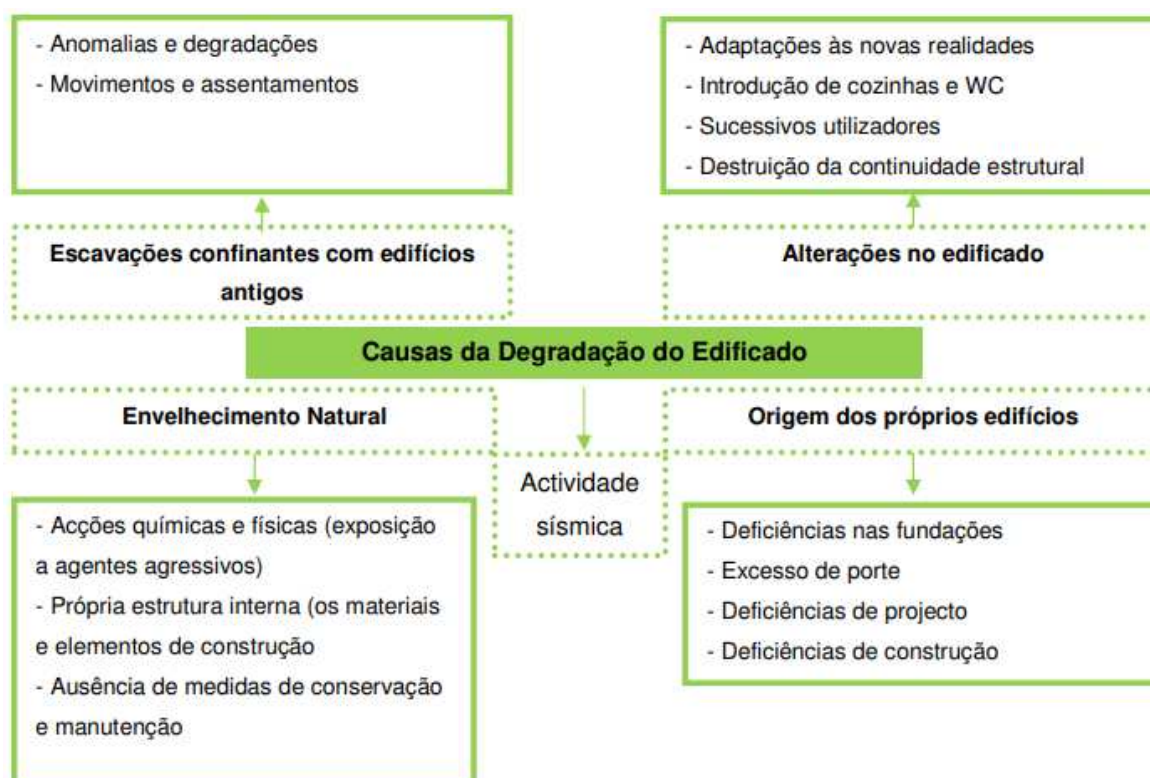 - Anomalias e degradações
- Movimentos e assentamentos
- Adaptações às novas realidades
- Introdução de cozinhas e WC
- Sucessivos utilizadores
- Destruição da continuidade estrutural
Escavações confinantes com edifícios
antigos
Alterações no edificado
Causas da Degradação do Edificado
Envelhecimento Natural
Origem dos próprios edifícios
Actividade
sísmica
- Acções químicas e físicas (exposição
a agentes agressivos)
- Própria estrutura interna (os materiais
e elementos de construção
- Ausência de medidas de conservação
e manutenção
- Deficiências nas fundações
- Excesso de porte
- Deficiências de projecto
- Deficiências de construção